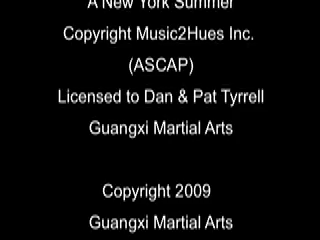 A New York Summer
Copyright Music2Hues Inc.
(ASCAP)
Licensed to Dan & Pat Tyrrell
Guangxi Martial Arts
Copyright 2009
Guangxi Martial Arts